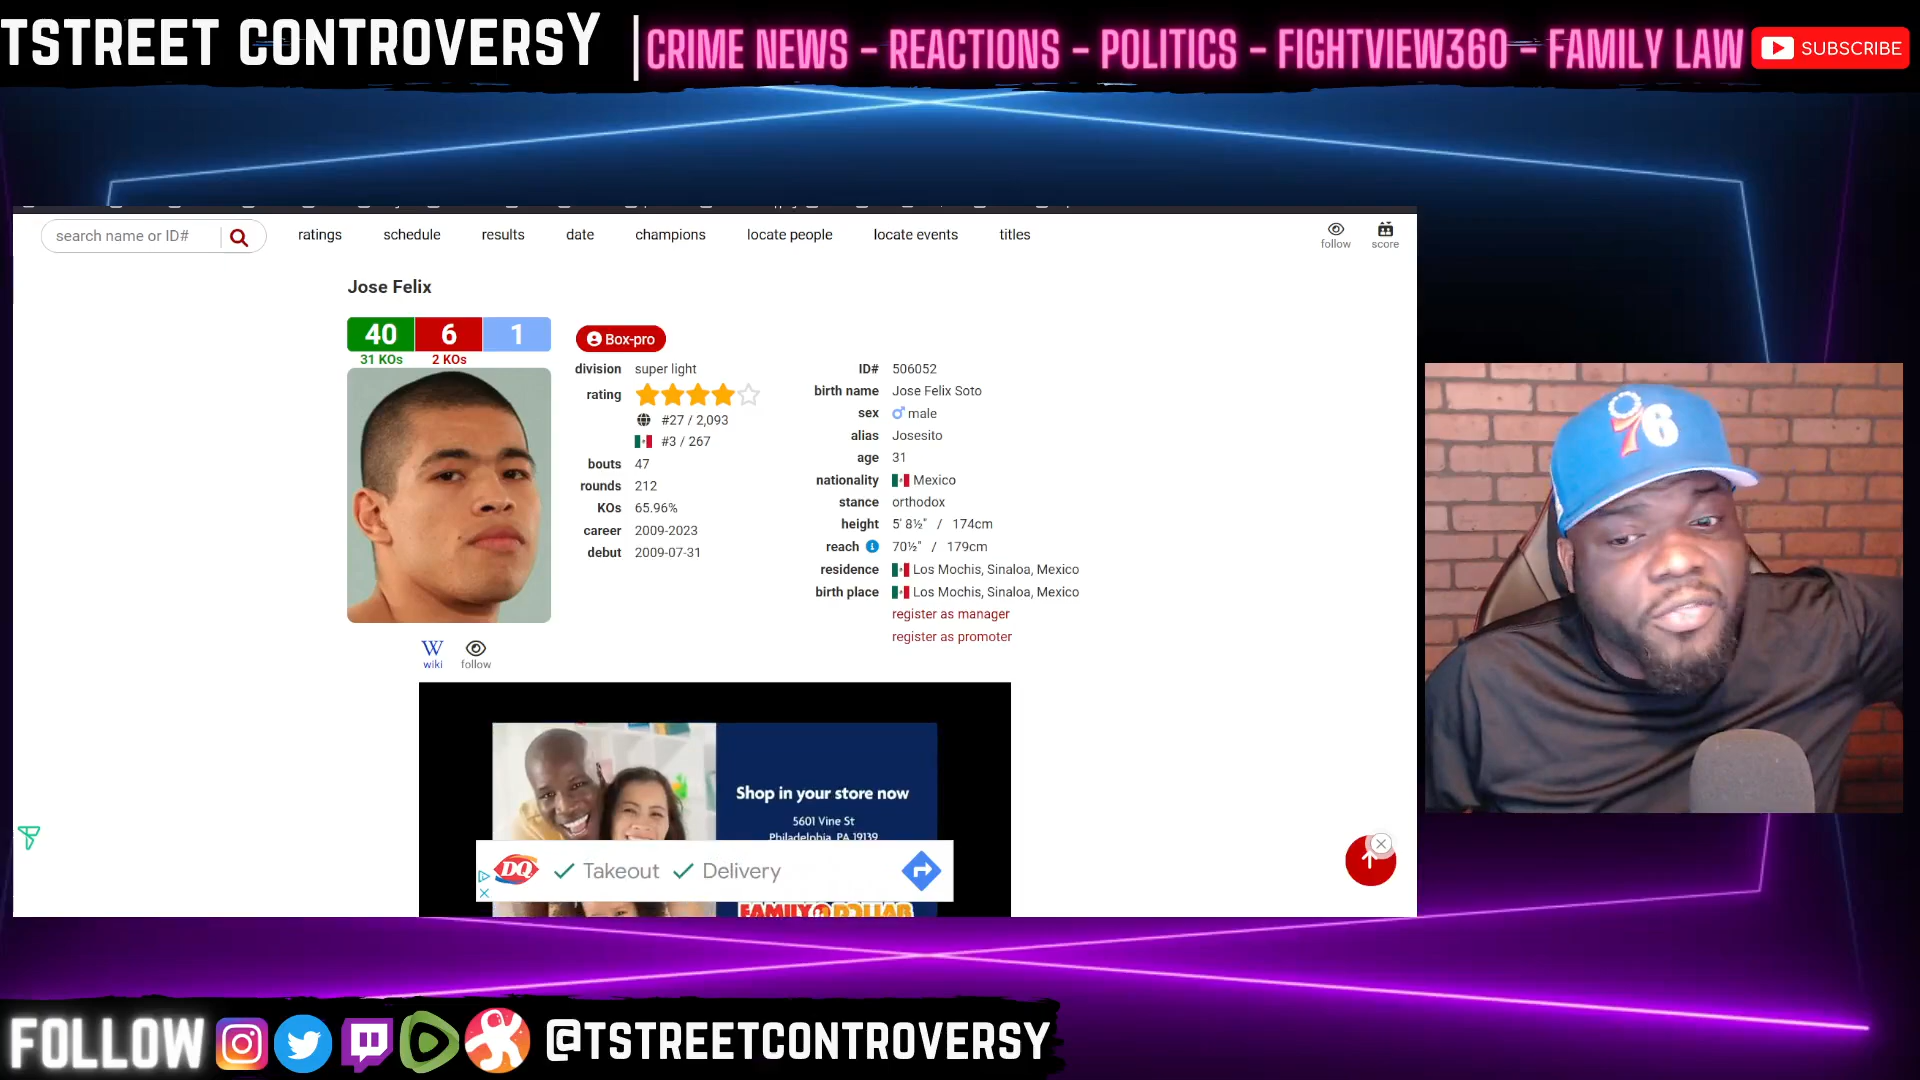 TSTREET CONTROVERSY
CRIME NEWS - REACTIONS - POLITICS - FIGHTVIEW360 - FAMILY LAW
SUBSCRIBE
search name or ID#
ratings
schedule
results
date
champions
locate people
locate events
titles
follow
score
Jose Felix
40 6 1
31 KOs 2 KOs
Box-pro
division super light
rating
#27 / 2,093
#3 / 267
bouts 47
rounds 212
KOs 65.96%
career 2009-2023
debut 2009-07-31
ID# 506052
birth name Jose Felix Soto
sex male
alias Josesito
age 31
nationality Mexico
stance orthodox
height 5' 8½" / 174cm
reach 70½" / 179cm
residence Los Mochis, Sinaloa, Mexico
birth place Los Mochis, Sinaloa, Mexico
register as manager
register as promoter
W
wiki
follow
76
Shop in your store now
5601 Vine St
Philadelphia, PA 19139
DQ
Takeout Delivery
FAMILY DOLLAR
FOLLOW
@TSTREETCONTROVERSY